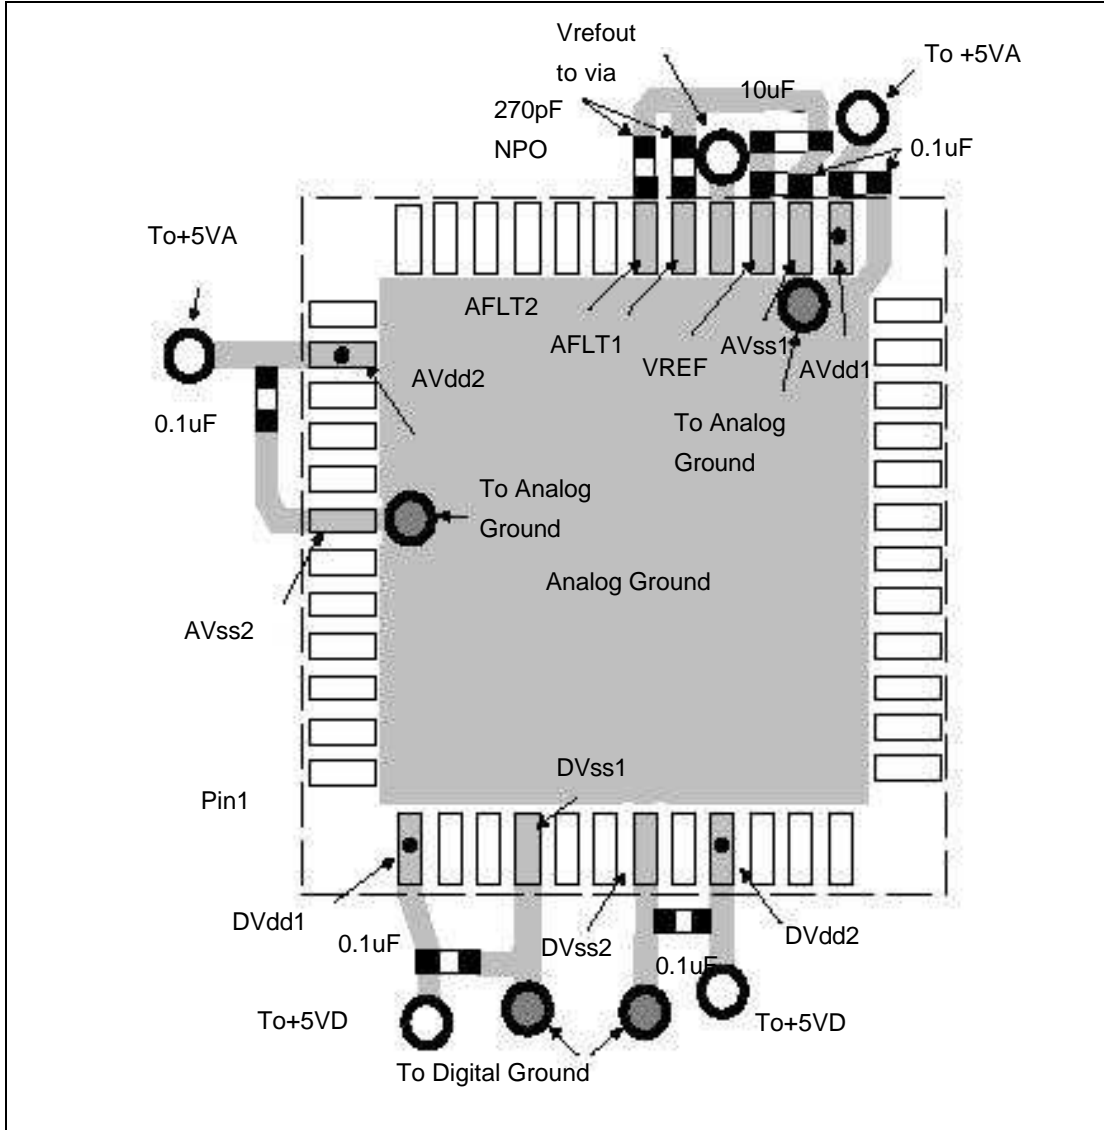 Vrefout
to via
To +5VA
10uF
270pF
NPO
0.1uF
To+5VA
AFLT2
AFLT1
VREF
AVss1
AVdd1
AVdd2
0.1uF
To Analog
Ground
To Analog
Ground
Analog Ground
AVss2
DVss1
Pin1
DVdd1
0.1uF
DVss2
DVdd2
0.1uF
To+5VD
To+5VD
To Digital Ground